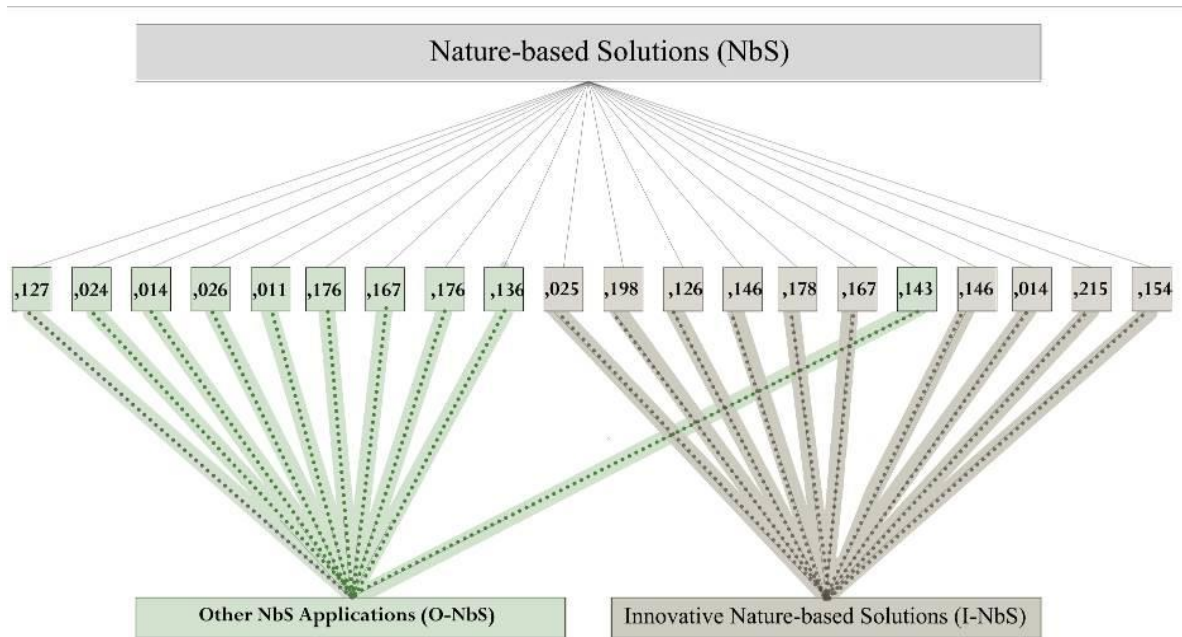 Nature-based Solutions (NbS)
,127 ,024 ,014 ,026 ,011 ,176 ,167 ,176 ,136 ,025 ,198 ,126 ,146 ,178 ,167 ,143 ,146 ,014 ,215 ,154
Other NbS Applications (O-NbS) Innovative Nature-based Solutions (I-NbS)